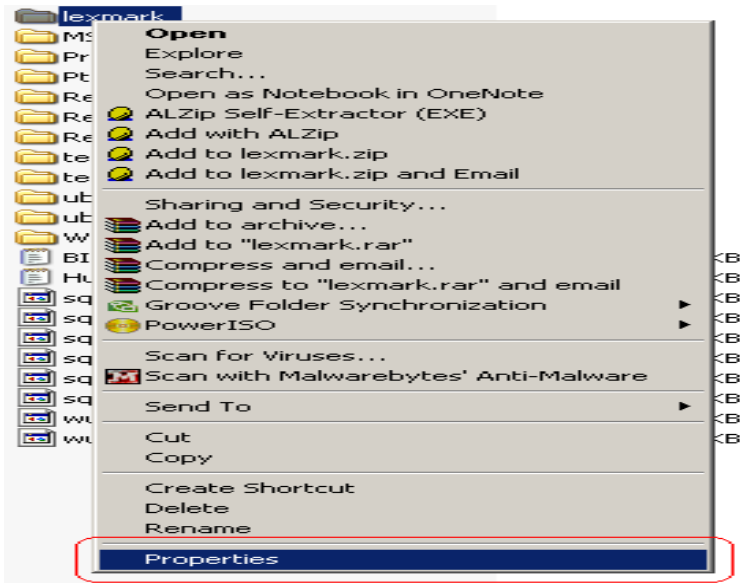 lexmark
Open
Explore
Search...
Open as Notebook in OneNote
ALZip Self-Extractor (EXE)
Add with ALZip
Add to lexmark.zip
Add to lexmark.zip and Email
Sharing and Security...
Add to archive...
Add to "lexmark.rar"
Compress and email...
Compress to "lexmark.rar" and email
Groove Folder Synchronization
PowerISO
Scan for Viruses...
Scan with Malwarebytes' Anti-Malware
Send To
Cut
Copy
Create Shortcut
Delete
Rename
Properties